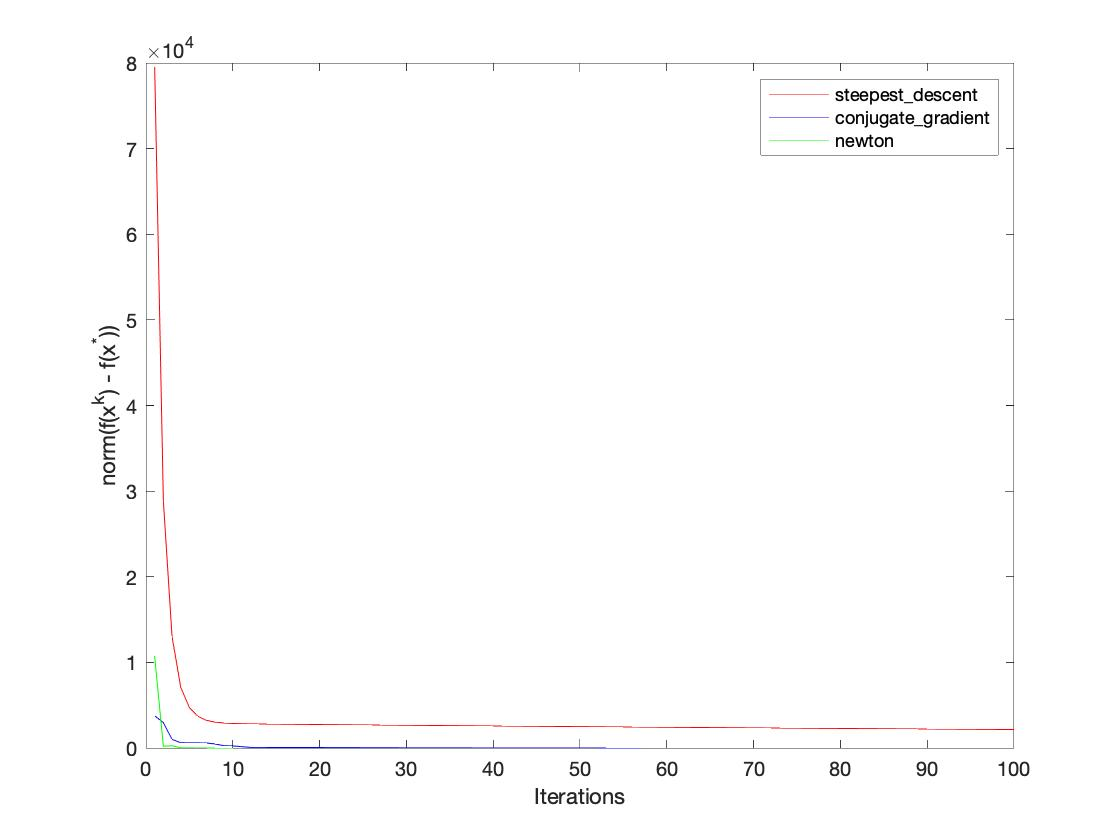 ×10^4
8
7
6
5
4
3
2
1
0
norm(f(x^k) - f(x^*))
0 10 20 30 40 50 60 70 80 90 100
Iterations
steepest_descent
conjugate_gradient
newton